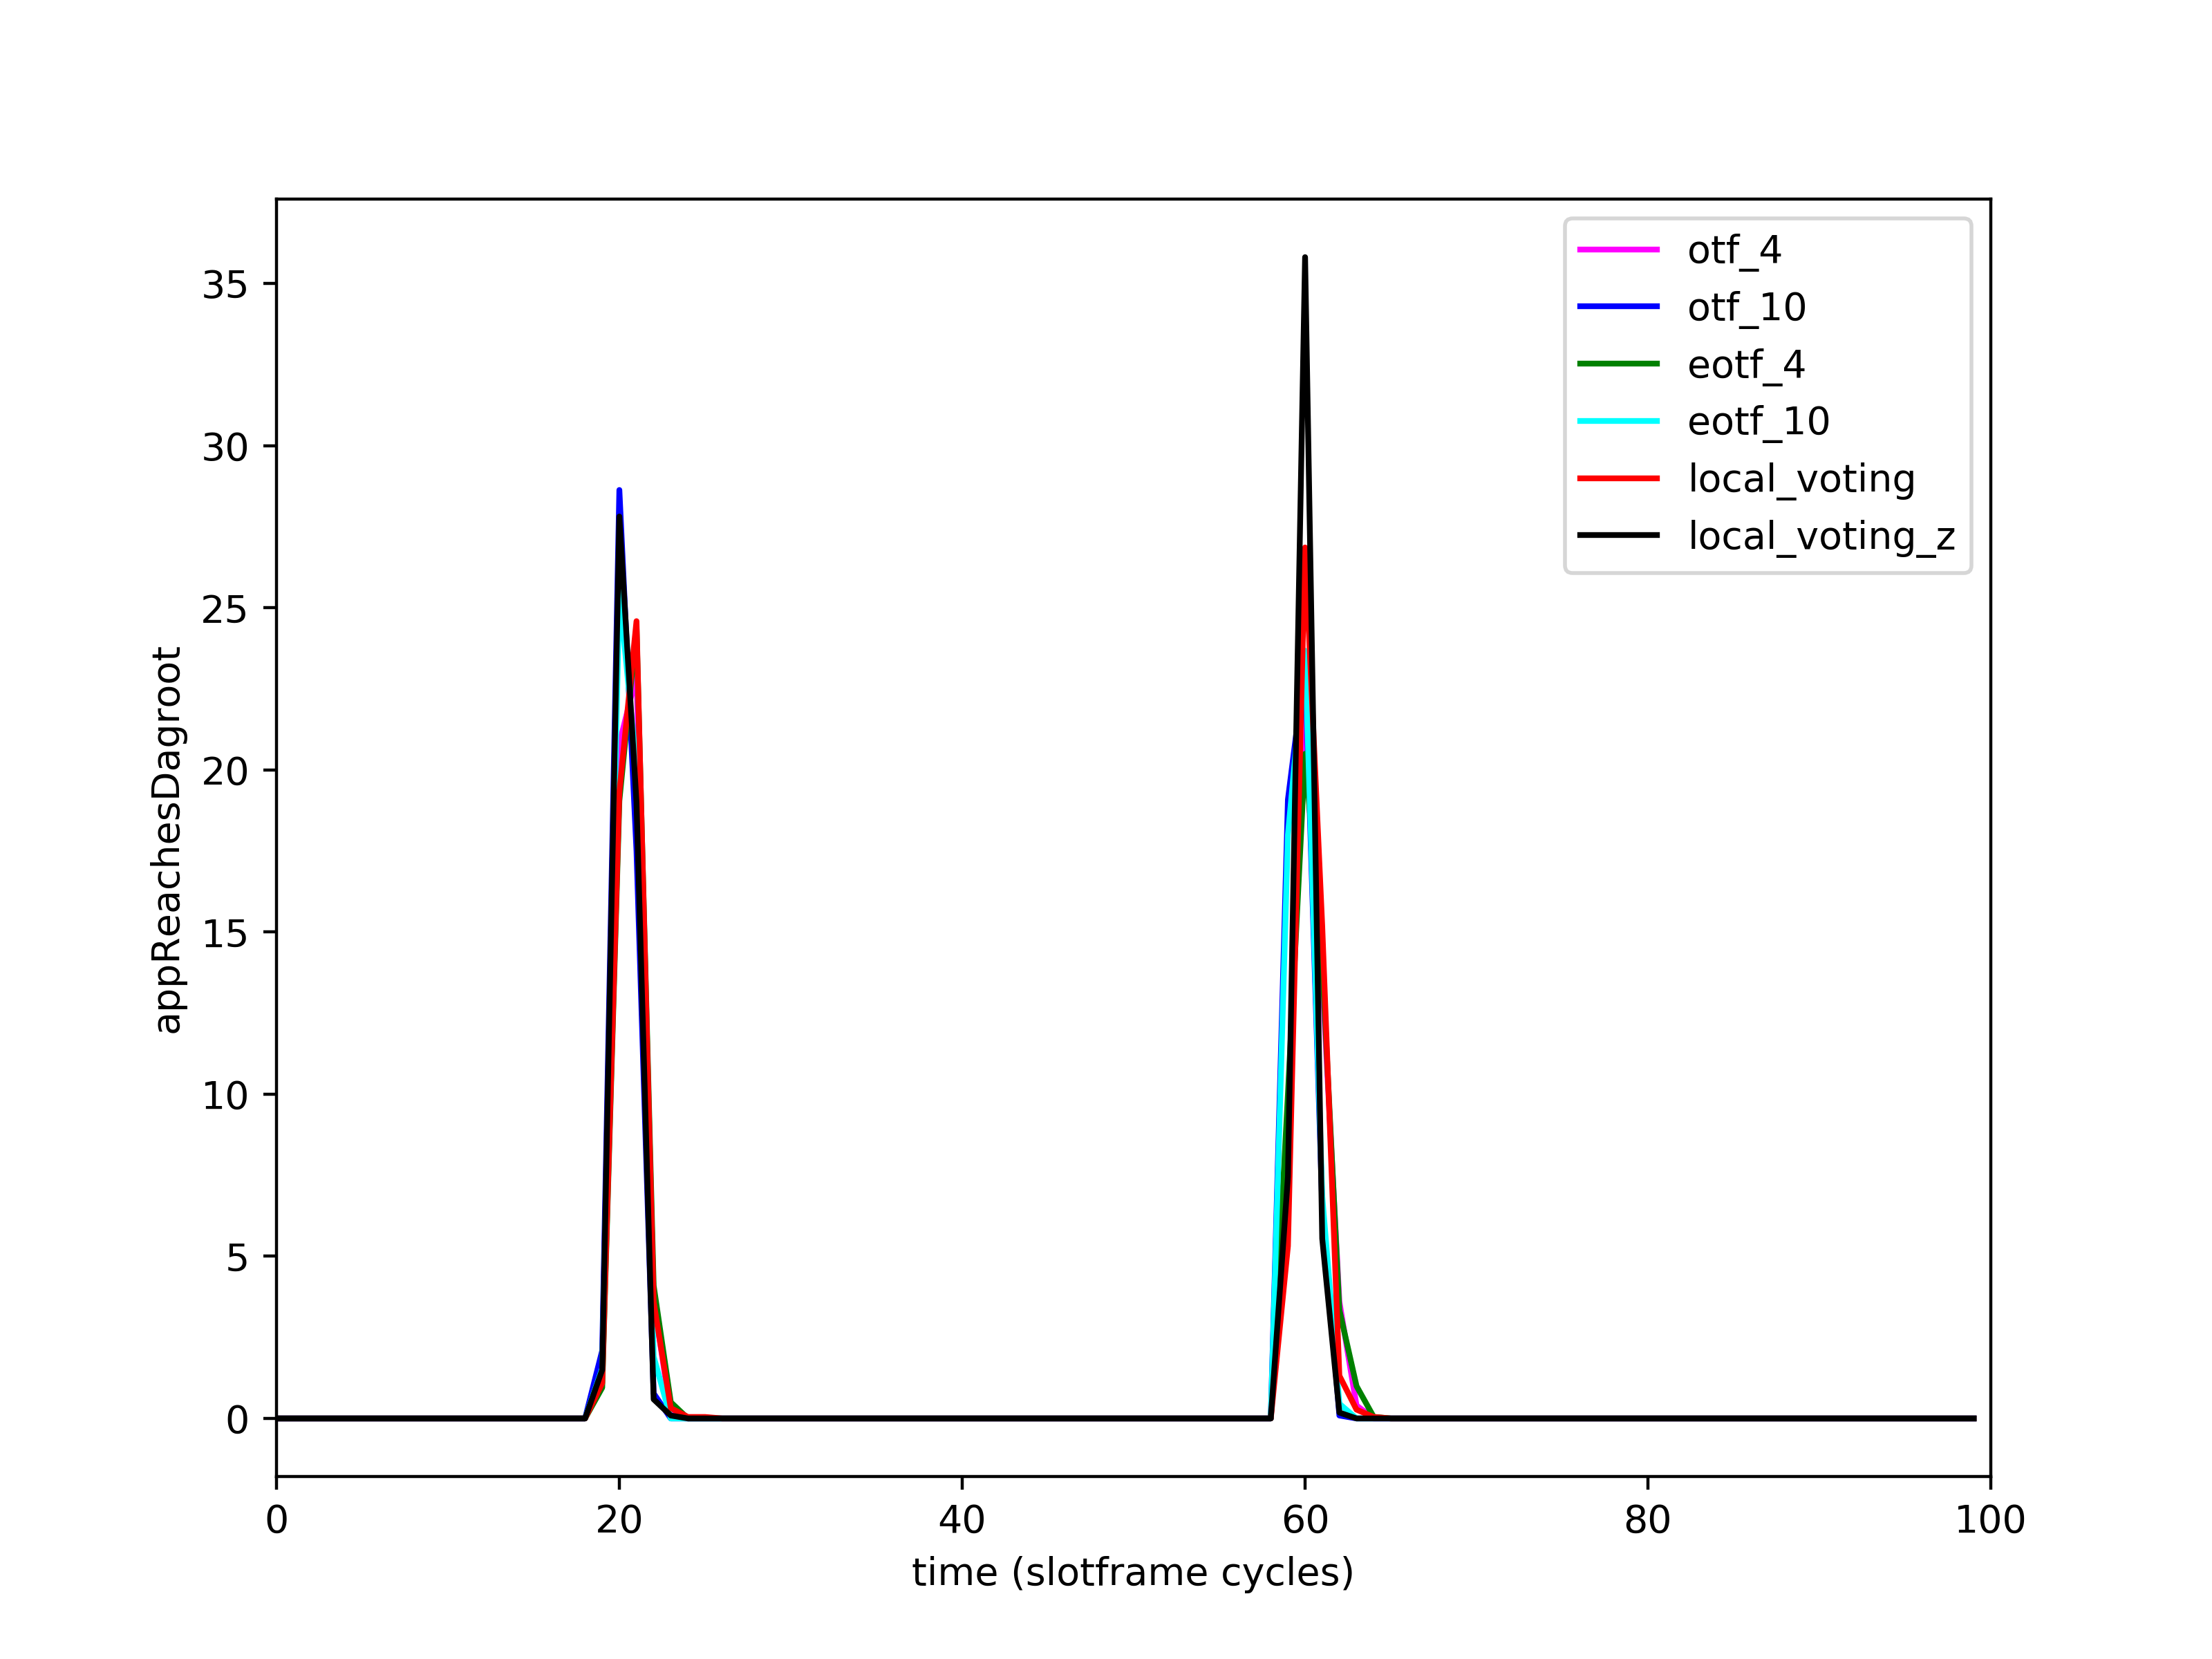 otf_4
otf_10
eotf_4
eotf_10
local_voting
local_voting_z
35
30
25
20
15
10
5
0
appReachesDagroot
0 20 40 60 80 100
time (slotframe cycles)